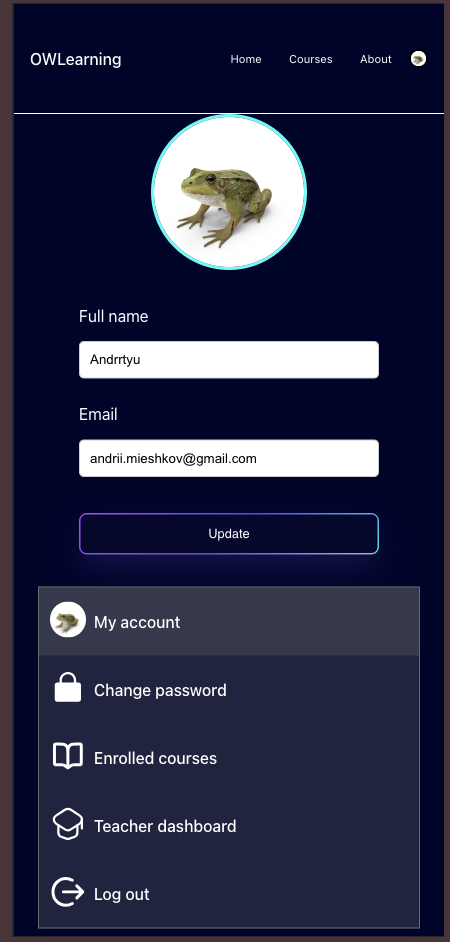 OWLearning
Home Courses About
Full name
Andrrtyu
Email
andrii.mieshkov@gmail.com
Update
My account
Change password
Enrolled courses
Teacher dashboard
Log out